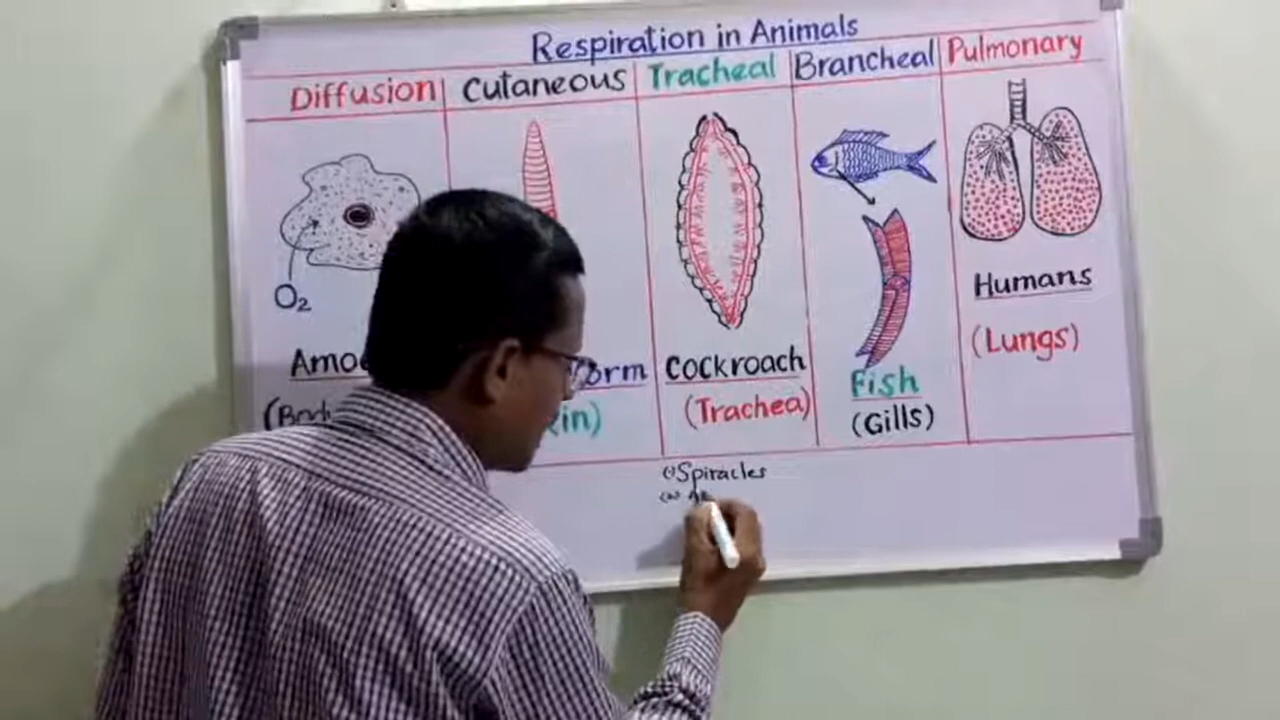 Respiration in Animals
Diffusion Cutaneous Tracheal Brancheal Pulmonary
O2
Humans
(Lungs)
Cockroach
(Trachea)
Fish
(Gills)
(i) Spiracles